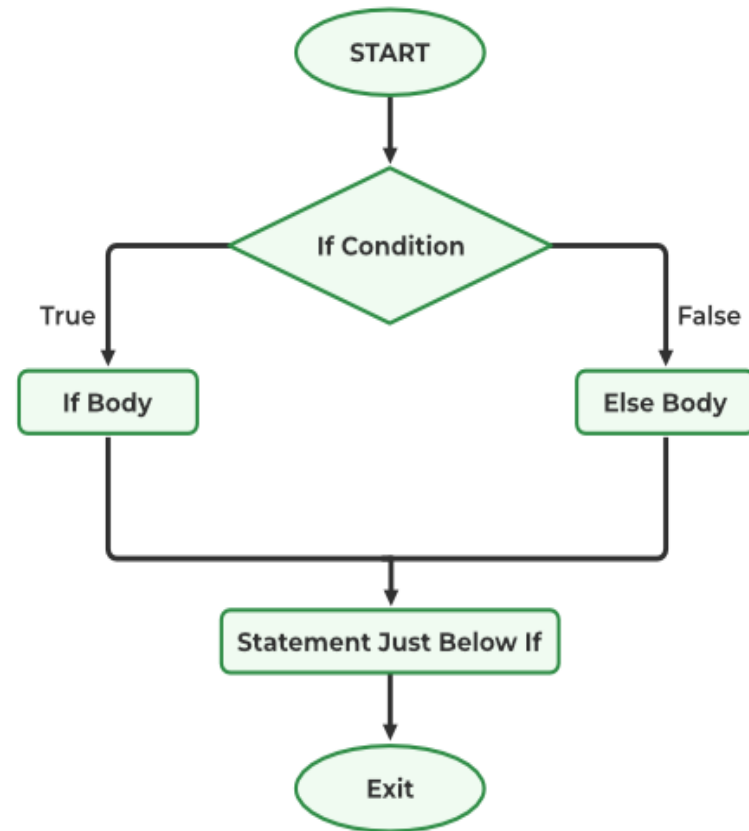 START
If Condition
True
False
If Body
Else Body
Statement Just Below If
Exit